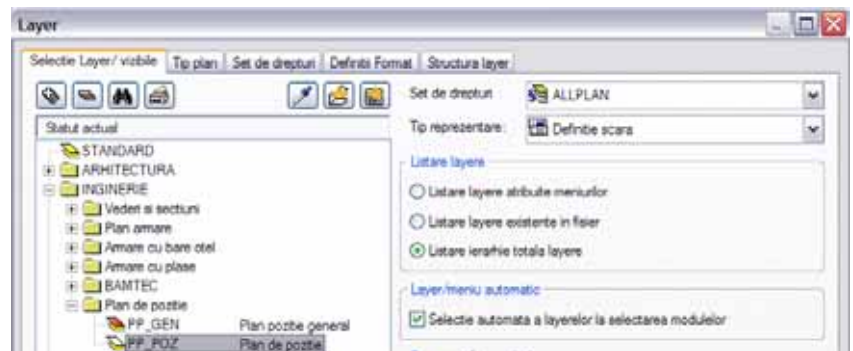 Layer
Selectie Layer/ vizibile Tip plan Set de drepturi Definitii Format Structura layer
Set de drepturi ALLPLAN
Statut actual
Tip reprezentare: Definitie scara
STANDARD
ARHITECTURA
INGINERIE
Vederi si sectiuni
Plan armare
Armare cu bare otel
Armare cu plase
BAMTEC
Plan de pozitie
PP_GEN Plan pozitie general
PP_POZ Plan de pozitie
Listare layere
Listare layere atribuite meniurilor
Listare layere existente in fisier
Listare ierarhie totala layere
Layer/meniu automatic
Selectie automata a layerelor la selectarea modulelor